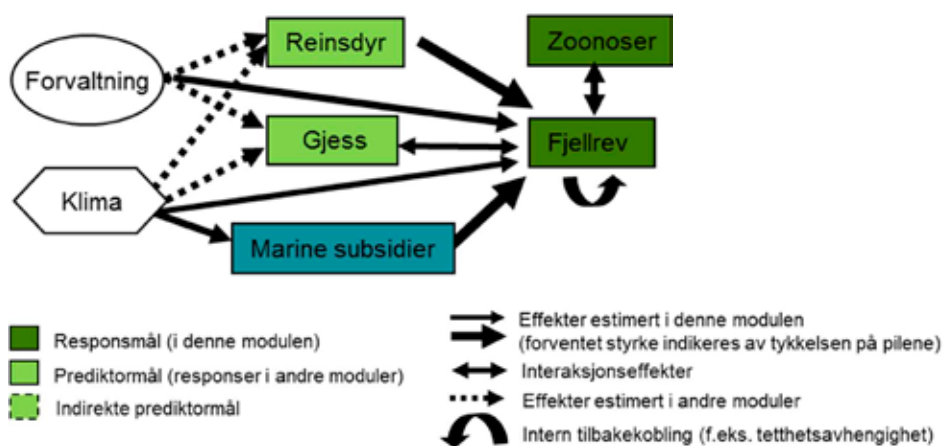 Reinsdyr
Zoonoser
Forvaltning
Gjess
Fjellrev
Klima
Marine subsidier
Responsmål (i denne modulen)
Prediktormål (responser i andre moduler)
Indirekte prediktormål
Effekter estimert i denne modulen
(forventet styrke indikeres av tykkelsen på pilene)
Interaksjonseffekter
Effekter estimert i andre moduler
Intern tilbakekobling (f.eks. tetthetsavhengighet)